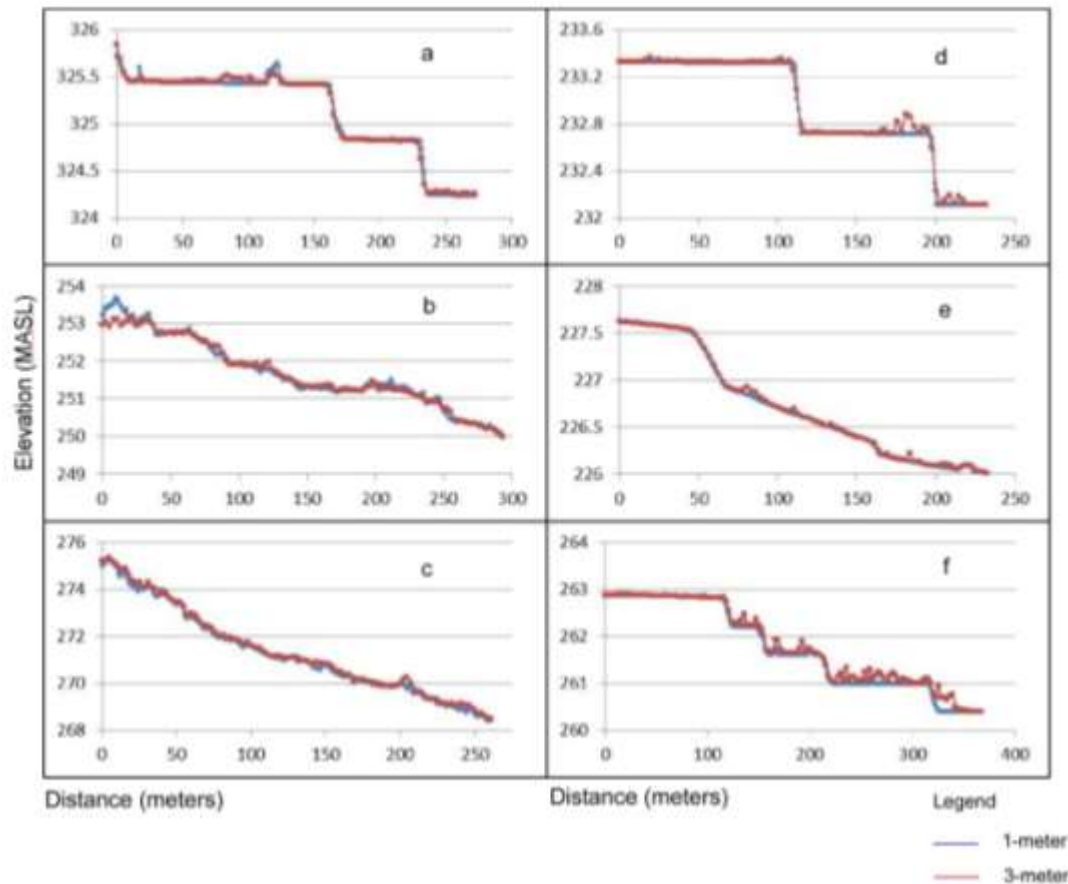 326
325.5
325
324.5
324
0 50 100 150 200 250 300
a
233.6
233.2
232.8
232.4
232
0 50 100 150 200 250
d
Elevation (MASL)
254
253
252
251
250
249
0 50 100 150 200 250 300
b
228
227.5
227
226.5
226
0 50 100 150 200 250
e
276
274
272
270
268
0 50 100 150 200 250
c
264
263
262
261
260
0 100 200 300 400
f
Distance (meters)
Distance (meters)
Legend
1-meter
3-meter